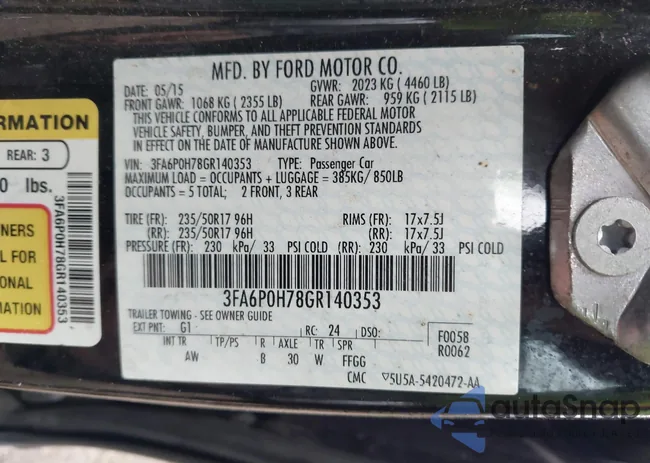 MFD. BY FORD MOTOR CO.
DATE: 05/15
GVWR: 2023 KG ( 4460 LB)
FRONT GAWR: 1068 KG ( 2355 LB)
REAR GAWR: 959 KG ( 2115 LB)
THIS VEHICLE CONFORMS TO ALL APPLICABLE FEDERAL MOTOR
VEHICLE SAFETY, BUMPER, AND THEFT PREVENTION STANDARDS
IN EFFECT ON THE DATE OF MANUFACTURE SHOWN ABOVE.
VIN: 3FA6P0H78GR140353 TYPE: Passenger Car
MAXIMUM LOAD = OCCUPANTS + LUGGAGE = 385KG/ 850LB
OCCUPANTS = 5 TOTAL; 2 FRONT, 3 REAR
TIRE (FR): 235/50R17 96H RIMS (FR): 17x7.5J
(RR): 235/50R17 96H (RR): 17x7.5J
PRESSURE (FR): 230 kPa/ 33 PSI COLD (RR): 230 kPa/ 33 PSI COLD
3FA6P0H78GR140353
TRAILER TOWING - SEE OWNER GUIDE
EXT PNT: G1 RC: 24 DSO:
F0058
R0062
INT TR TP/PS R AXLE TR SPR
AW B 30 W FFGG
CMC 5U5A-5420472-AA
RMATION
REAR: 3
0 lbs.
NERS
L FOR
ONAL
MATION
3FA6P0H78GR140353
autoSnap